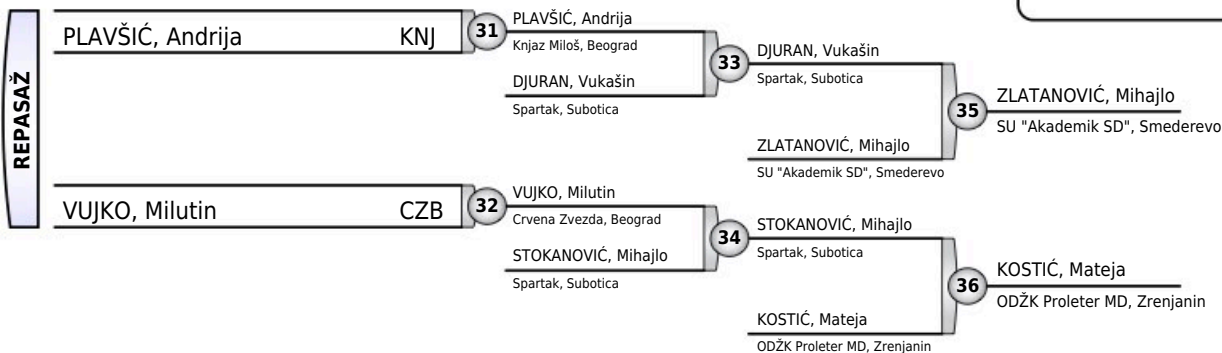 REPASAŽ
PLAVŠIĆ, Andrija KNJ
31
PLAVŠIĆ, Andrija
Knjaz Miloš, Beograd
DJURAN, Vukašin
Spartak, Subotica
33
DJURAN, Vukašin
Spartak, Subotica
ZLATANOVIĆ, Mihajlo
SU "Akademik SD", Smederevo
35
ZLATANOVIĆ, Mihajlo
SU "Akademik SD", Smederevo
VUJKO, Milutin CZB
32
VUJKO, Milutin
Crvena Zvezda, Beograd
STOKANOVIĆ, Mihajlo
Spartak, Subotica
34
STOKANOVIĆ, Mihajlo
Spartak, Subotica
KOSTIĆ, Mateja
ODŽK Proleter MD, Zrenjanin
36
KOSTIĆ, Mateja
ODŽK Proleter MD, Zrenjanin